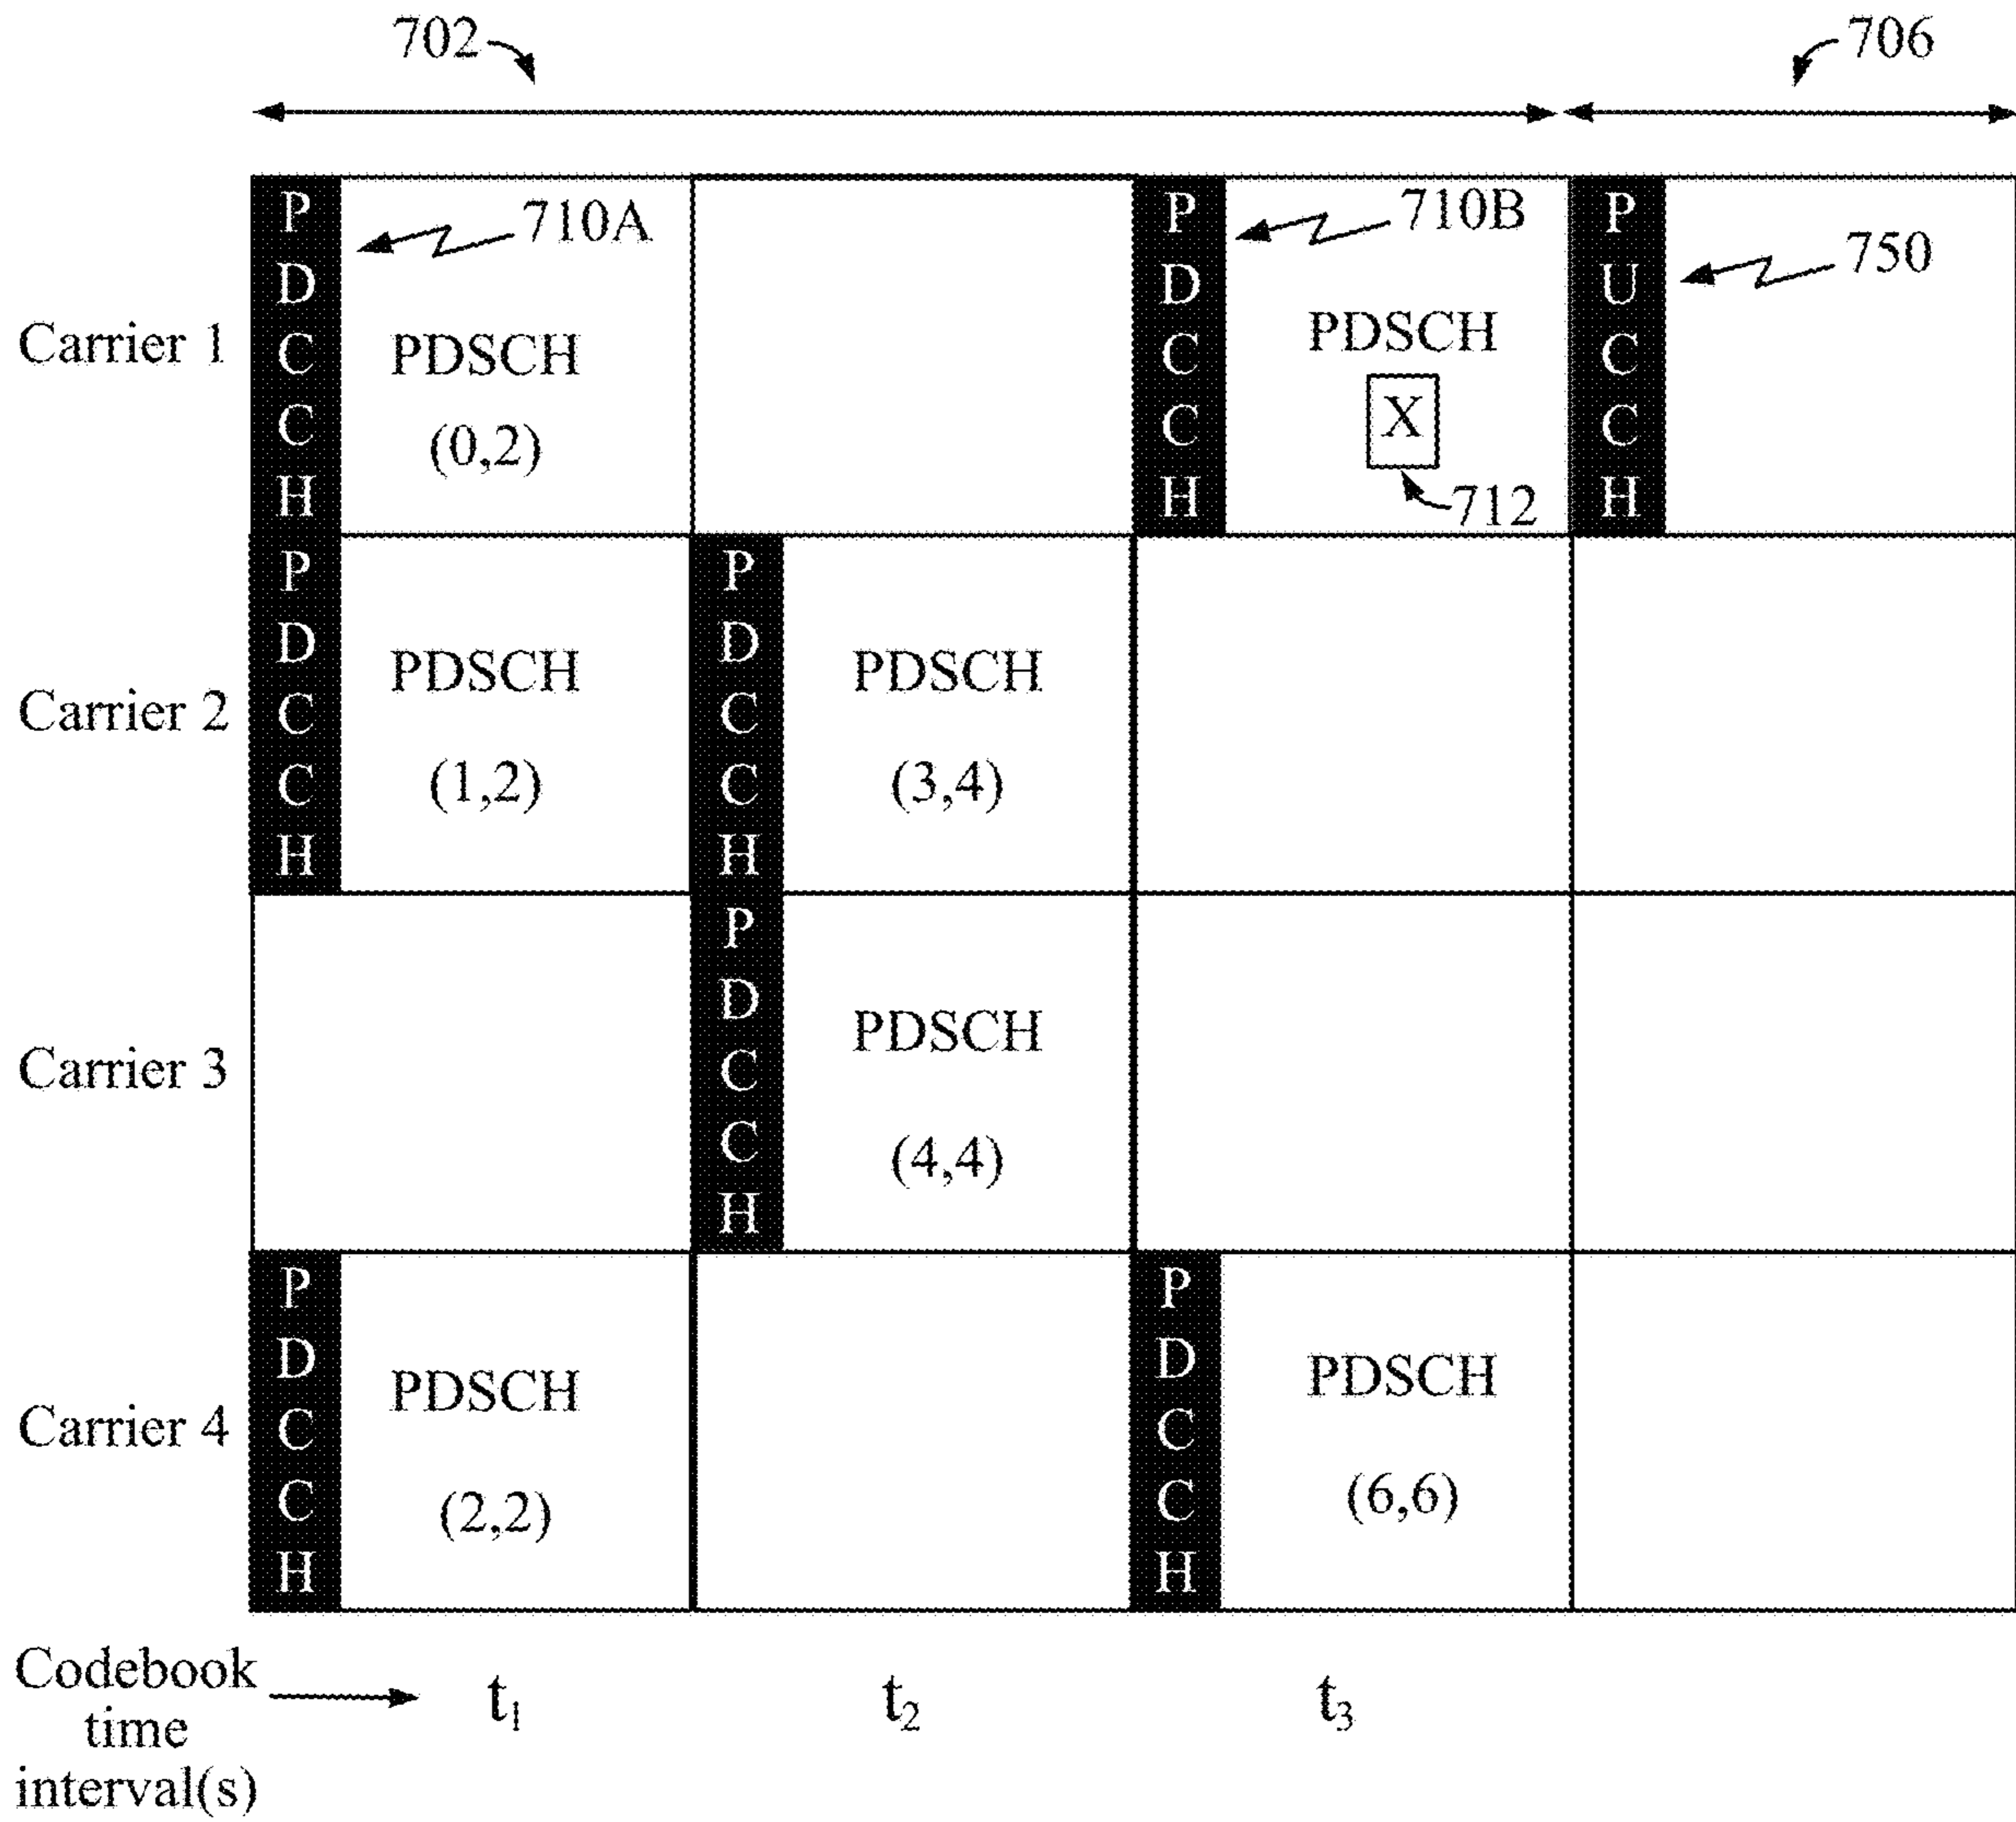 702
706
P
D
C
C
H
710A
PDSCH
(0,2)
P
D
C
C
H
710B
PDSCH
X
712
P
U
C
C
H
750
Carrier 1
P
D
C
C
H
PDSCH
(1,2)
P
D
C
C
H
PDSCH
(3,4)
Carrier 2
P
D
C
C
H
PDSCH
(4,4)
Carrier 3
P
D
C
C
H
PDSCH
(2,2)
P
D
C
C
H
PDSCH
(6,6)
Carrier 4
Codebook
time
interval(s)
t1
t2
t3